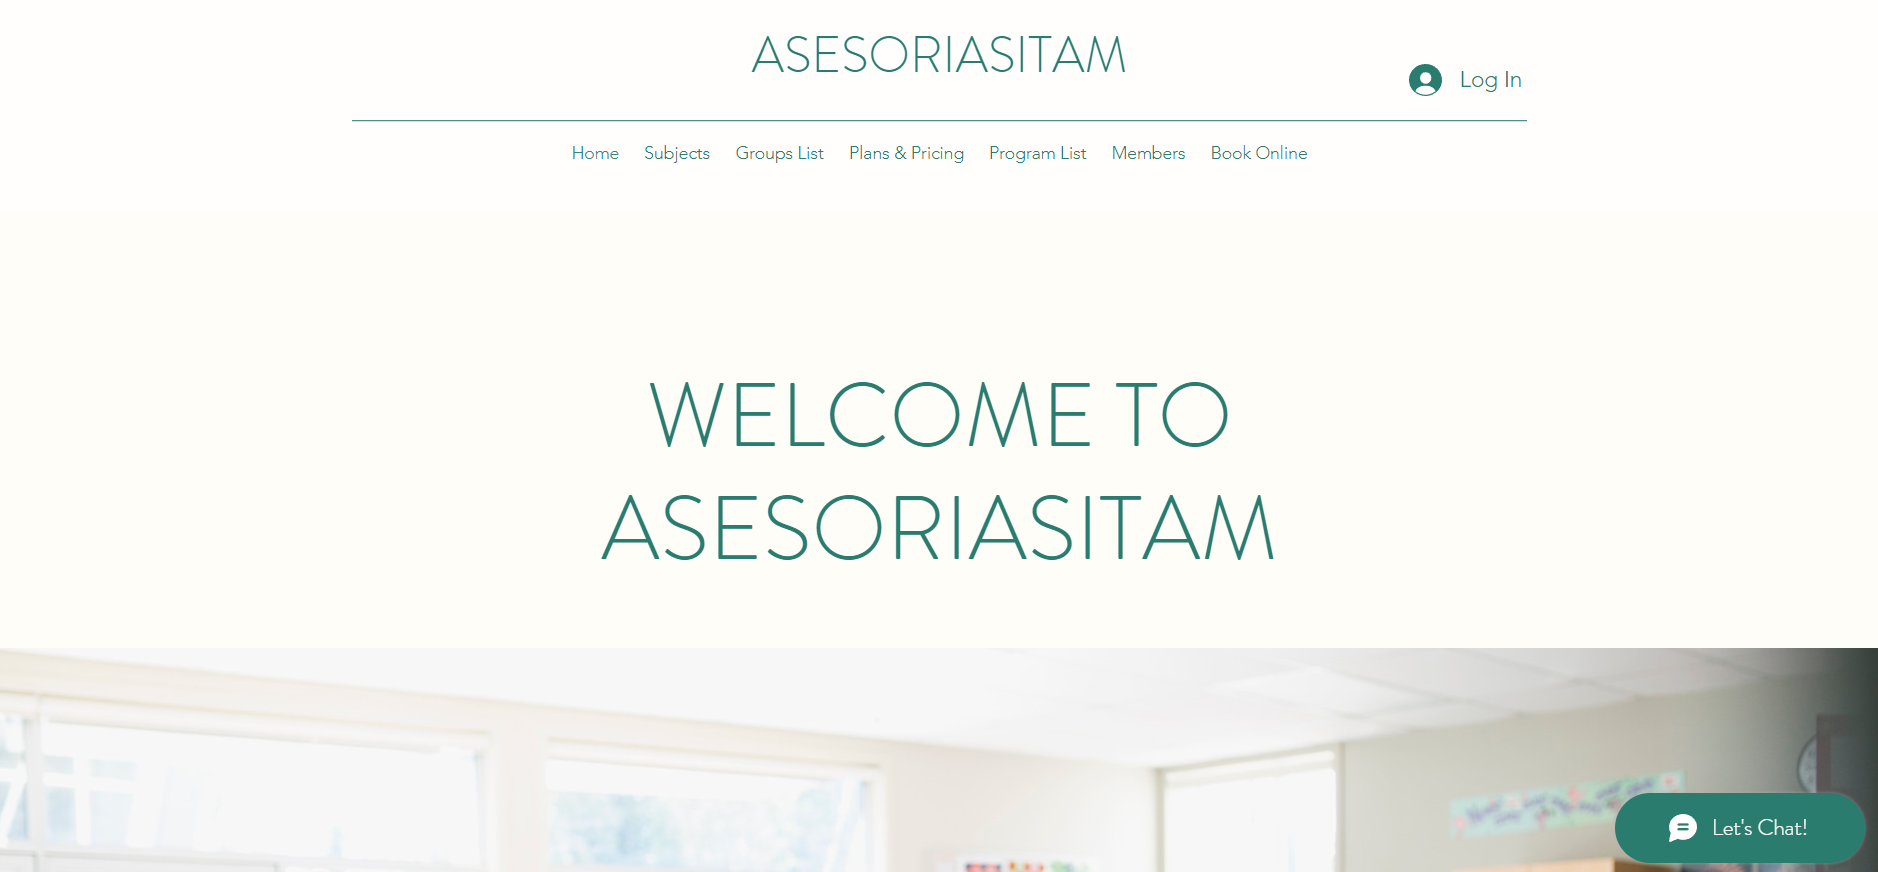 ASESORIASITAM
Log In
Home Subjects Groups List Plans & Pricing Program List Members Book Online
WELCOME TO
ASESORIASITAM
Let's Chat!